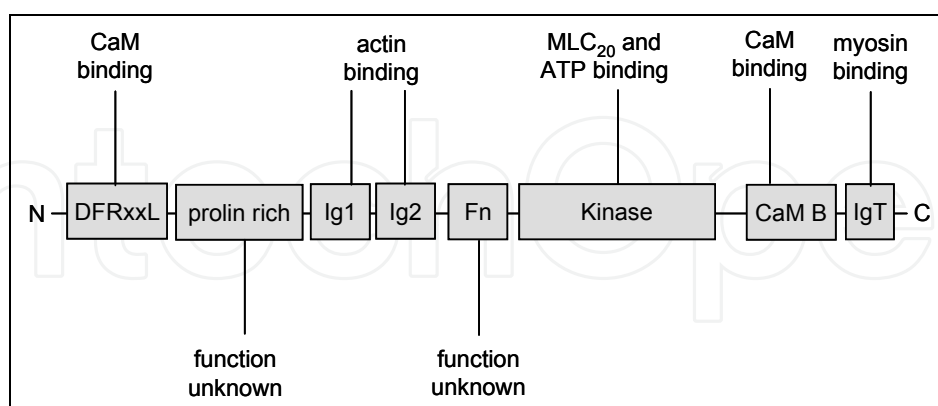 CaM
binding
actin
binding
MLC₂₀ and
ATP binding
CaM
binding
myosin
binding
N DFRxxL prolin rich Ig1 Ig2 Fn Kinase CaM B IgT C
function
unknown
function
unknown